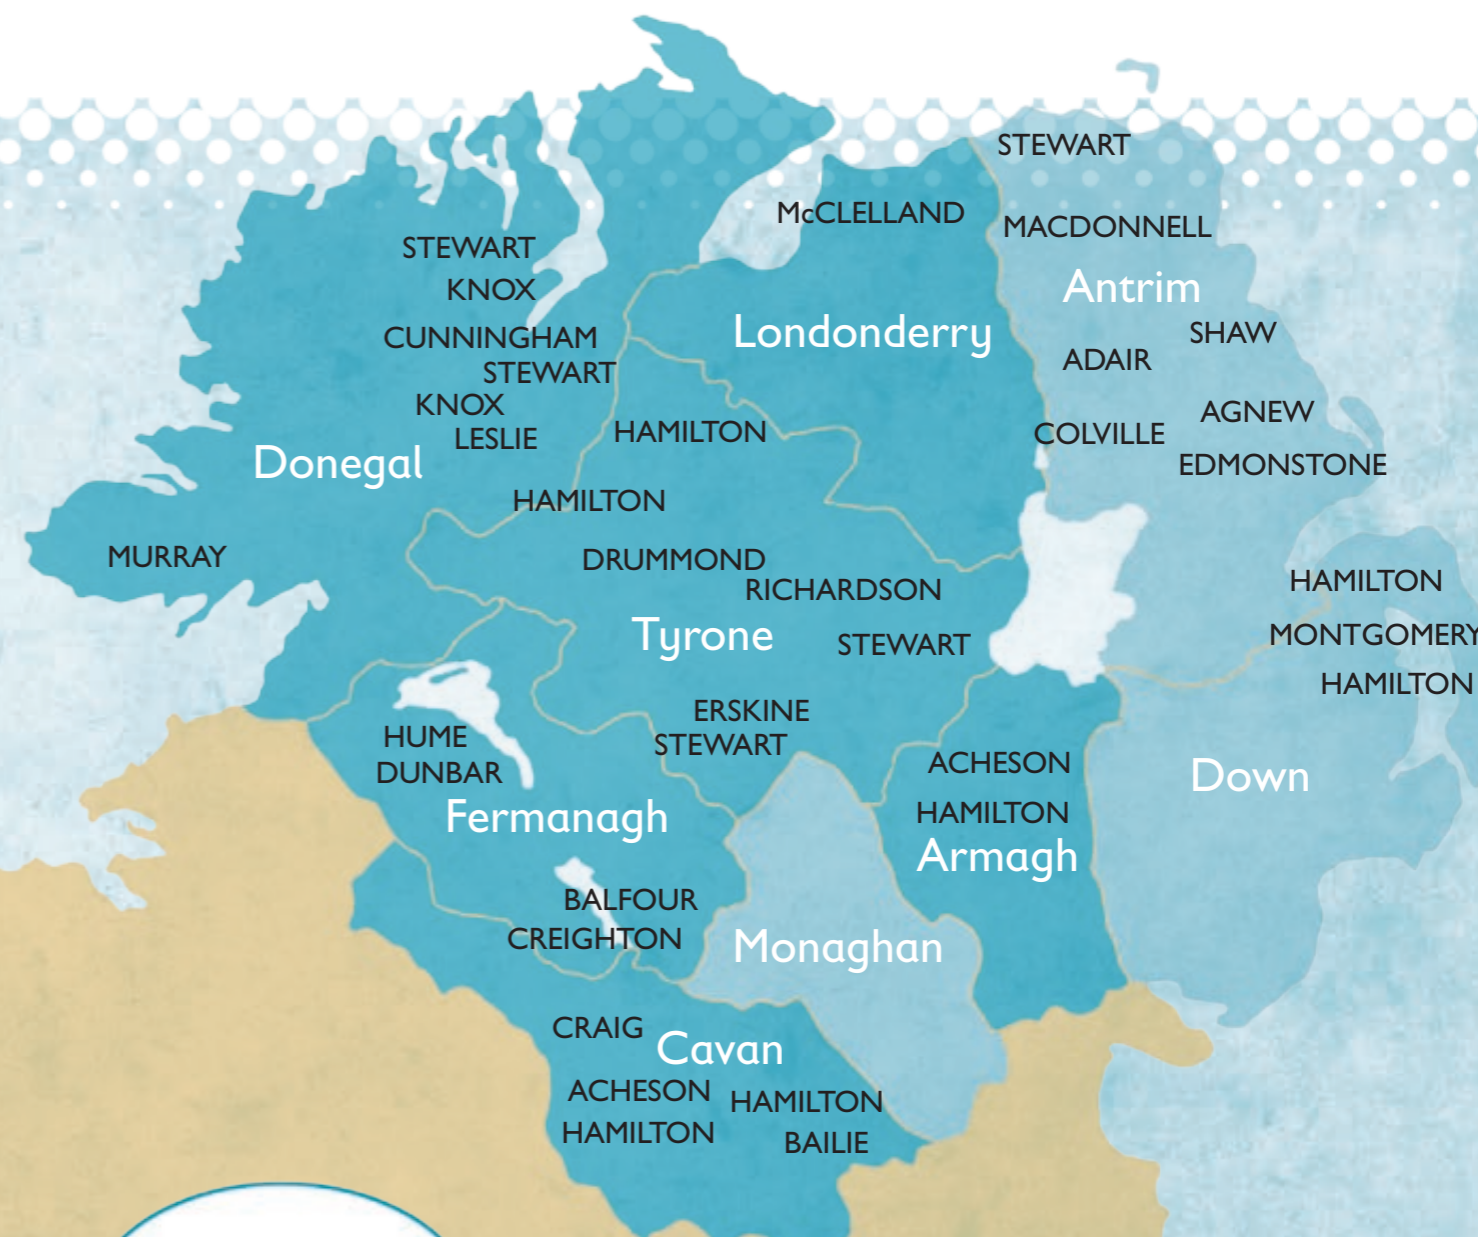 STEWART
McCLELLAND
MACDONNELL
STEWART
KNOX
Antrim
CUNNINGHAM
Londonderry
SHAW
STEWART
ADAIR
KNOX
AGNEW
LESLIE
HAMILTON
COLVILLE
Donegal
EDMONSTONE
HAMILTON
MURRAY
DRUMMOND
RICHARDSON
HAMILTON
Tyrone
STEWART
MONTGOMERY
HAMILTON
ERSKINE
STEWART
HUME
DUNBAR
ACHESON
Down
Fermanagh
HAMILTON
Armagh
BALFOUR
CREIGHTON
Monaghan
CRAIG
Cavan
ACHESON
HAMILTON
HAMILTON
BAILIE